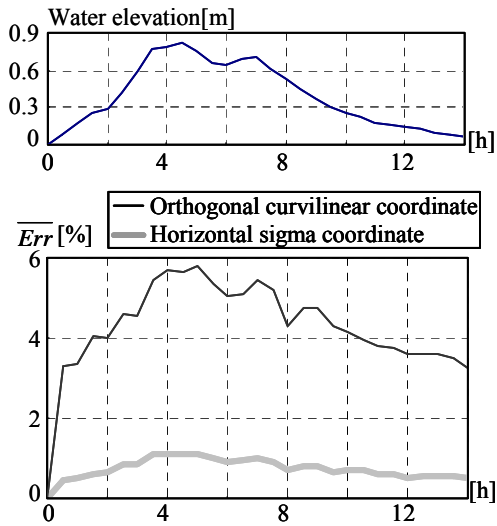 Water elevation[m]
0.9
0.6
0.3
0
0 4 8 12
[h]
Orthogonal curvilinear coordinate
Horizontal sigma coordinate
Err [%]
6
4
2
0
0 4 8 12
[h]